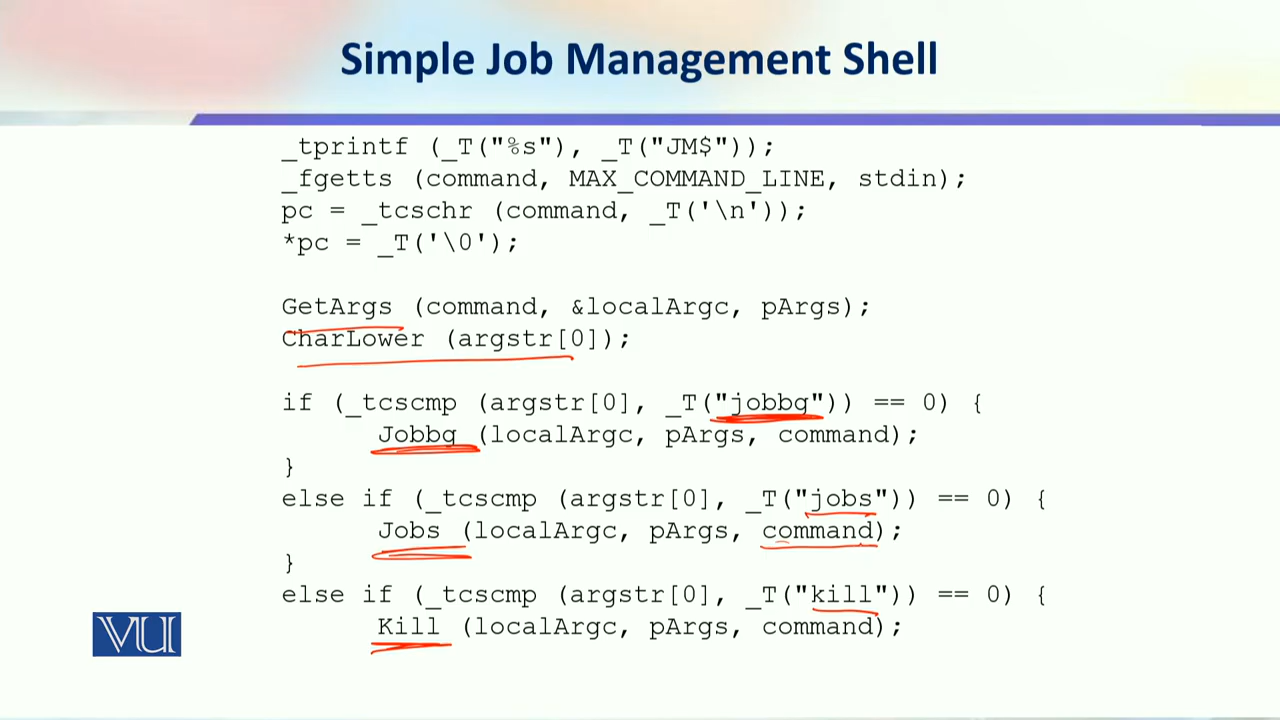 Simple Job Management Shell
_tprintf (_T("%s"), _T("JM$"));
_fgetts (command, MAX_COMMAND_LINE, stdin);
pc = _tcschr (command, _T('\n'));
*pc = _T('\0');
GetArgs (command, &localArgc, pArgs);
CharLower (argstr[0]);
if (_tcscmp (argstr[0], _T("jobbg")) == 0) {
Jobbg (localArgc, pArgs, command);
}
else if (_tcscmp (argstr[0], _T("jobs")) == 0) {
Jobs (localArgc, pArgs, command);
}
else if (_tcscmp (argstr[0], _T("kill")) == 0) {
Kill (localArgc, pArgs, command);
VU